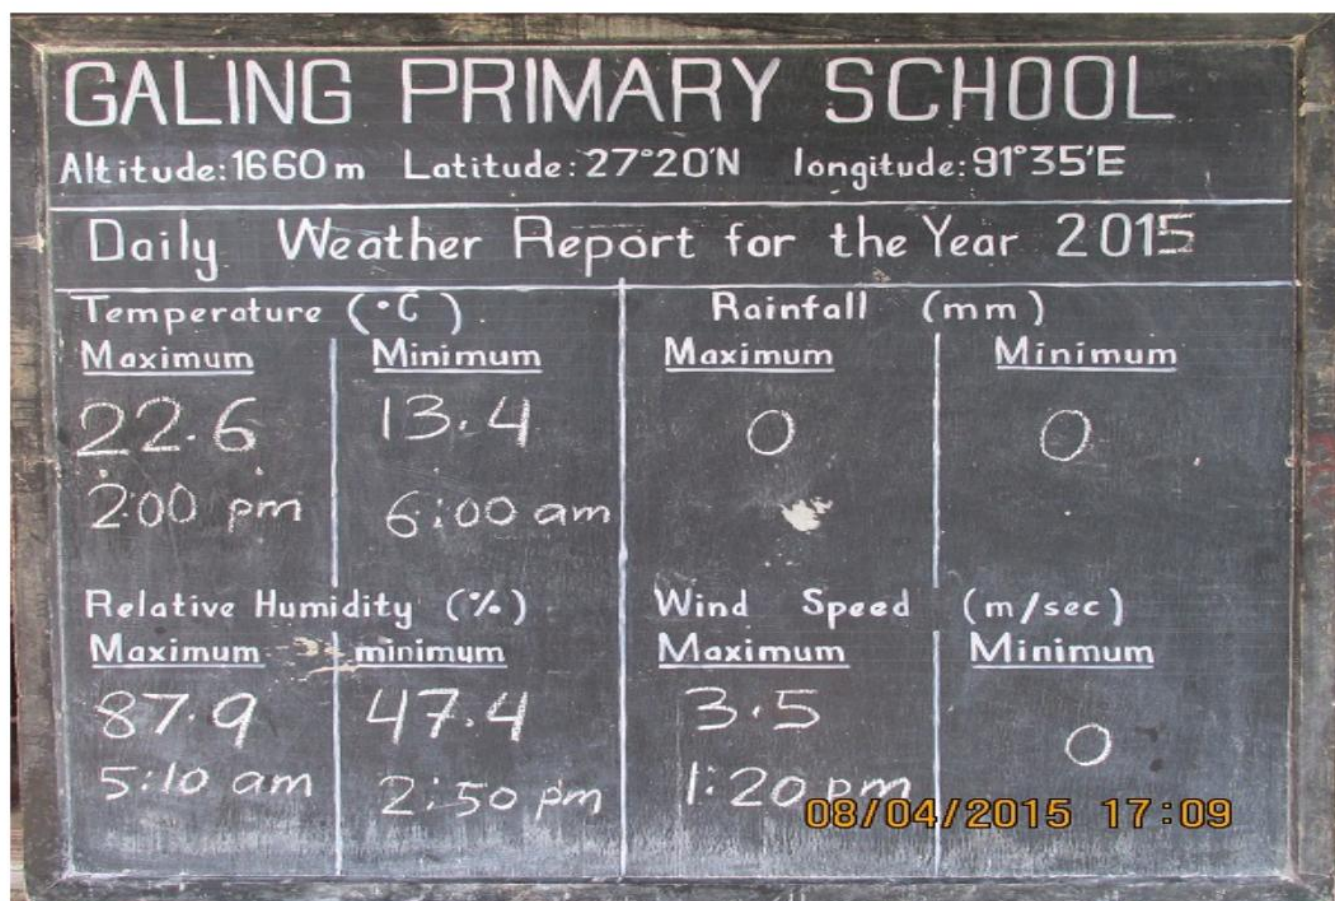 GALING PRIMARY SCHOOL
Altitude:1660m Latitude:27°20'N longitude:91°35'E
Daily Weather Report for the Year 2015
Temperature (°C) Rainfall (mm)
Maximum Minimum Maximum Minimum
22.6 13.4 0 0
2:00 pm 6:00 am
Relative Humidity (%) Wind Speed (m/sec)
Maximum minimum Maximum Minimum
87.9 47.4 3.5 0
5:10 am 2:50 pm 1:20 pm
08/04/2015 17:09